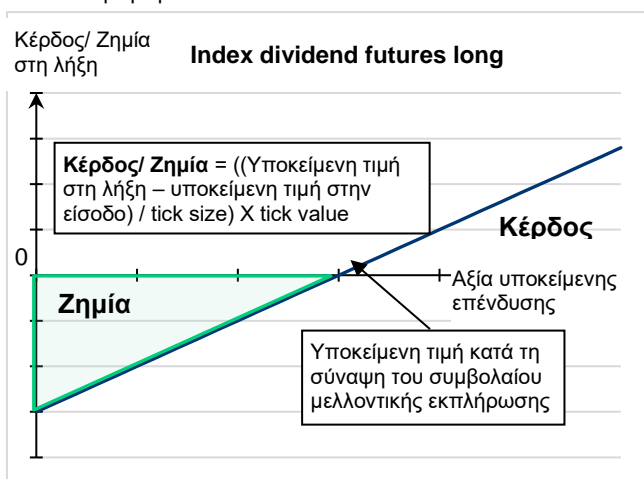 Κέρδος/ Ζημία
στη λήξη
Index dividend futures long
Κέρδος/ Ζημία = ((Υποκείμενη τιμή
στη λήξη – υποκείμενη τιμή στην
είσοδο) / tick size) X tick value
Κέρδος
0
Αξία υποκείμενης
επένδυσης
Ζημία
Υποκείμενη τιμή κατά τη
σύναψη του συμβολαίου
μελλοντικής εκπλήρωσης